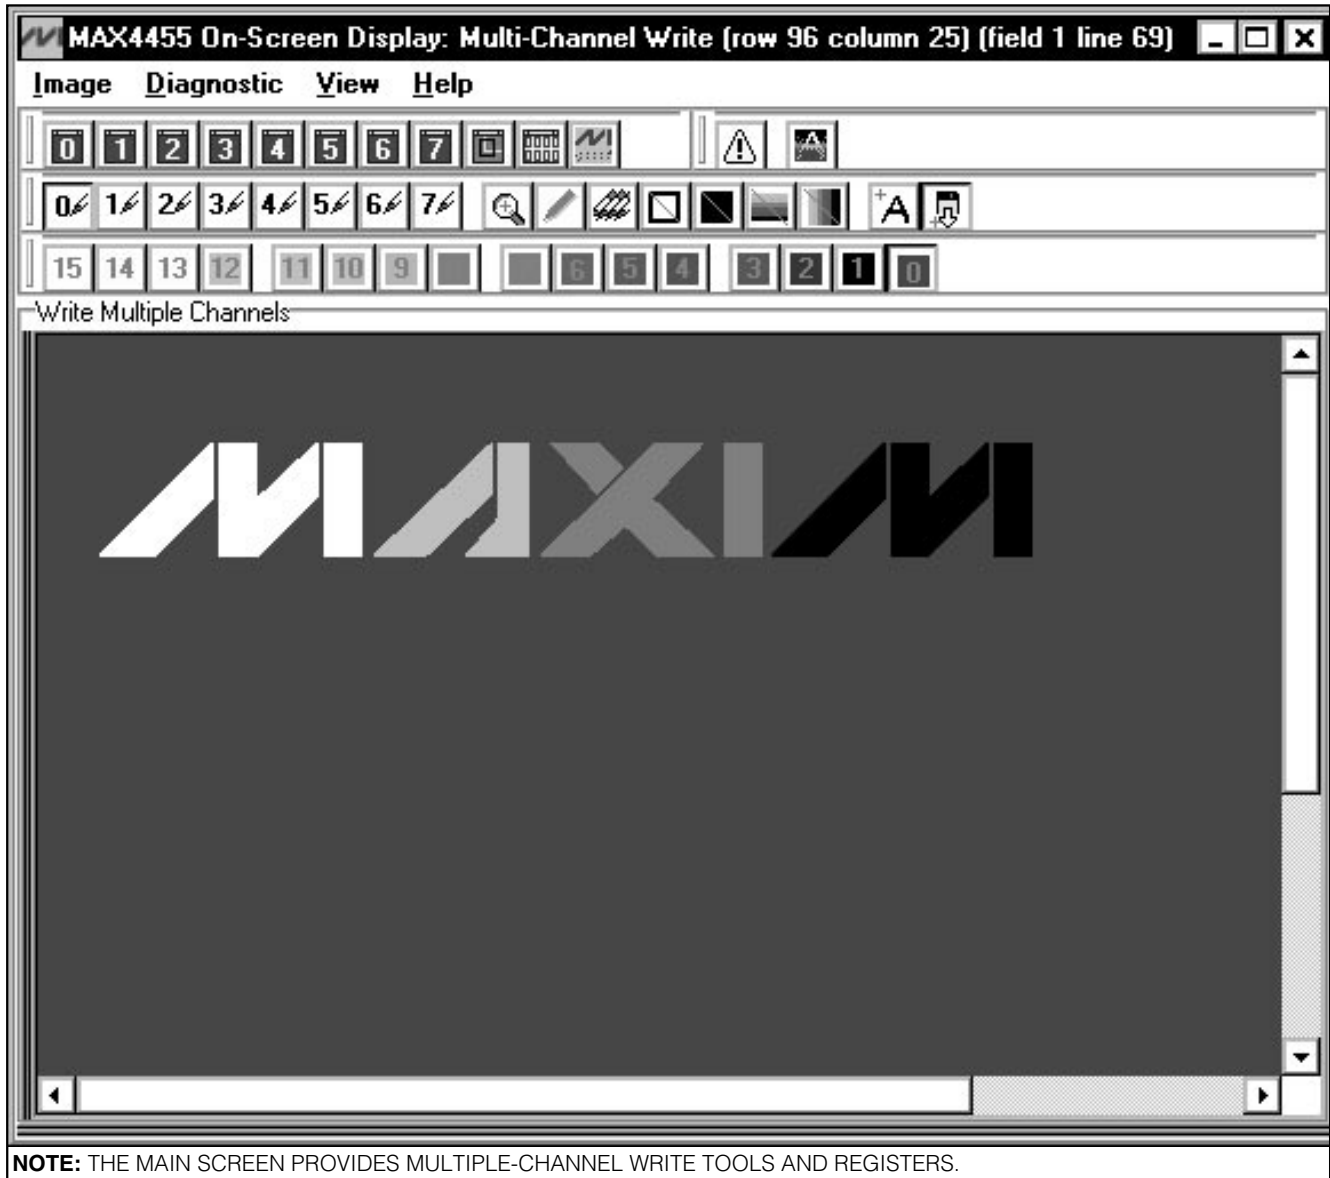 MAX4455 On-Screen Display: Multi-Channel Write (row 96 column 25) (field 1 line 69)
Image Diagnostic View Help
0 1 2 3 4 5 6 7
0 1 2 3 4 5 6 7 A
15 14 13 12 11 10 9 6 5 4 3 2 1 0
Write Multiple Channels
MAXIM
NOTE: THE MAIN SCREEN PROVIDES MULTIPLE-CHANNEL WRITE TOOLS AND REGISTERS.